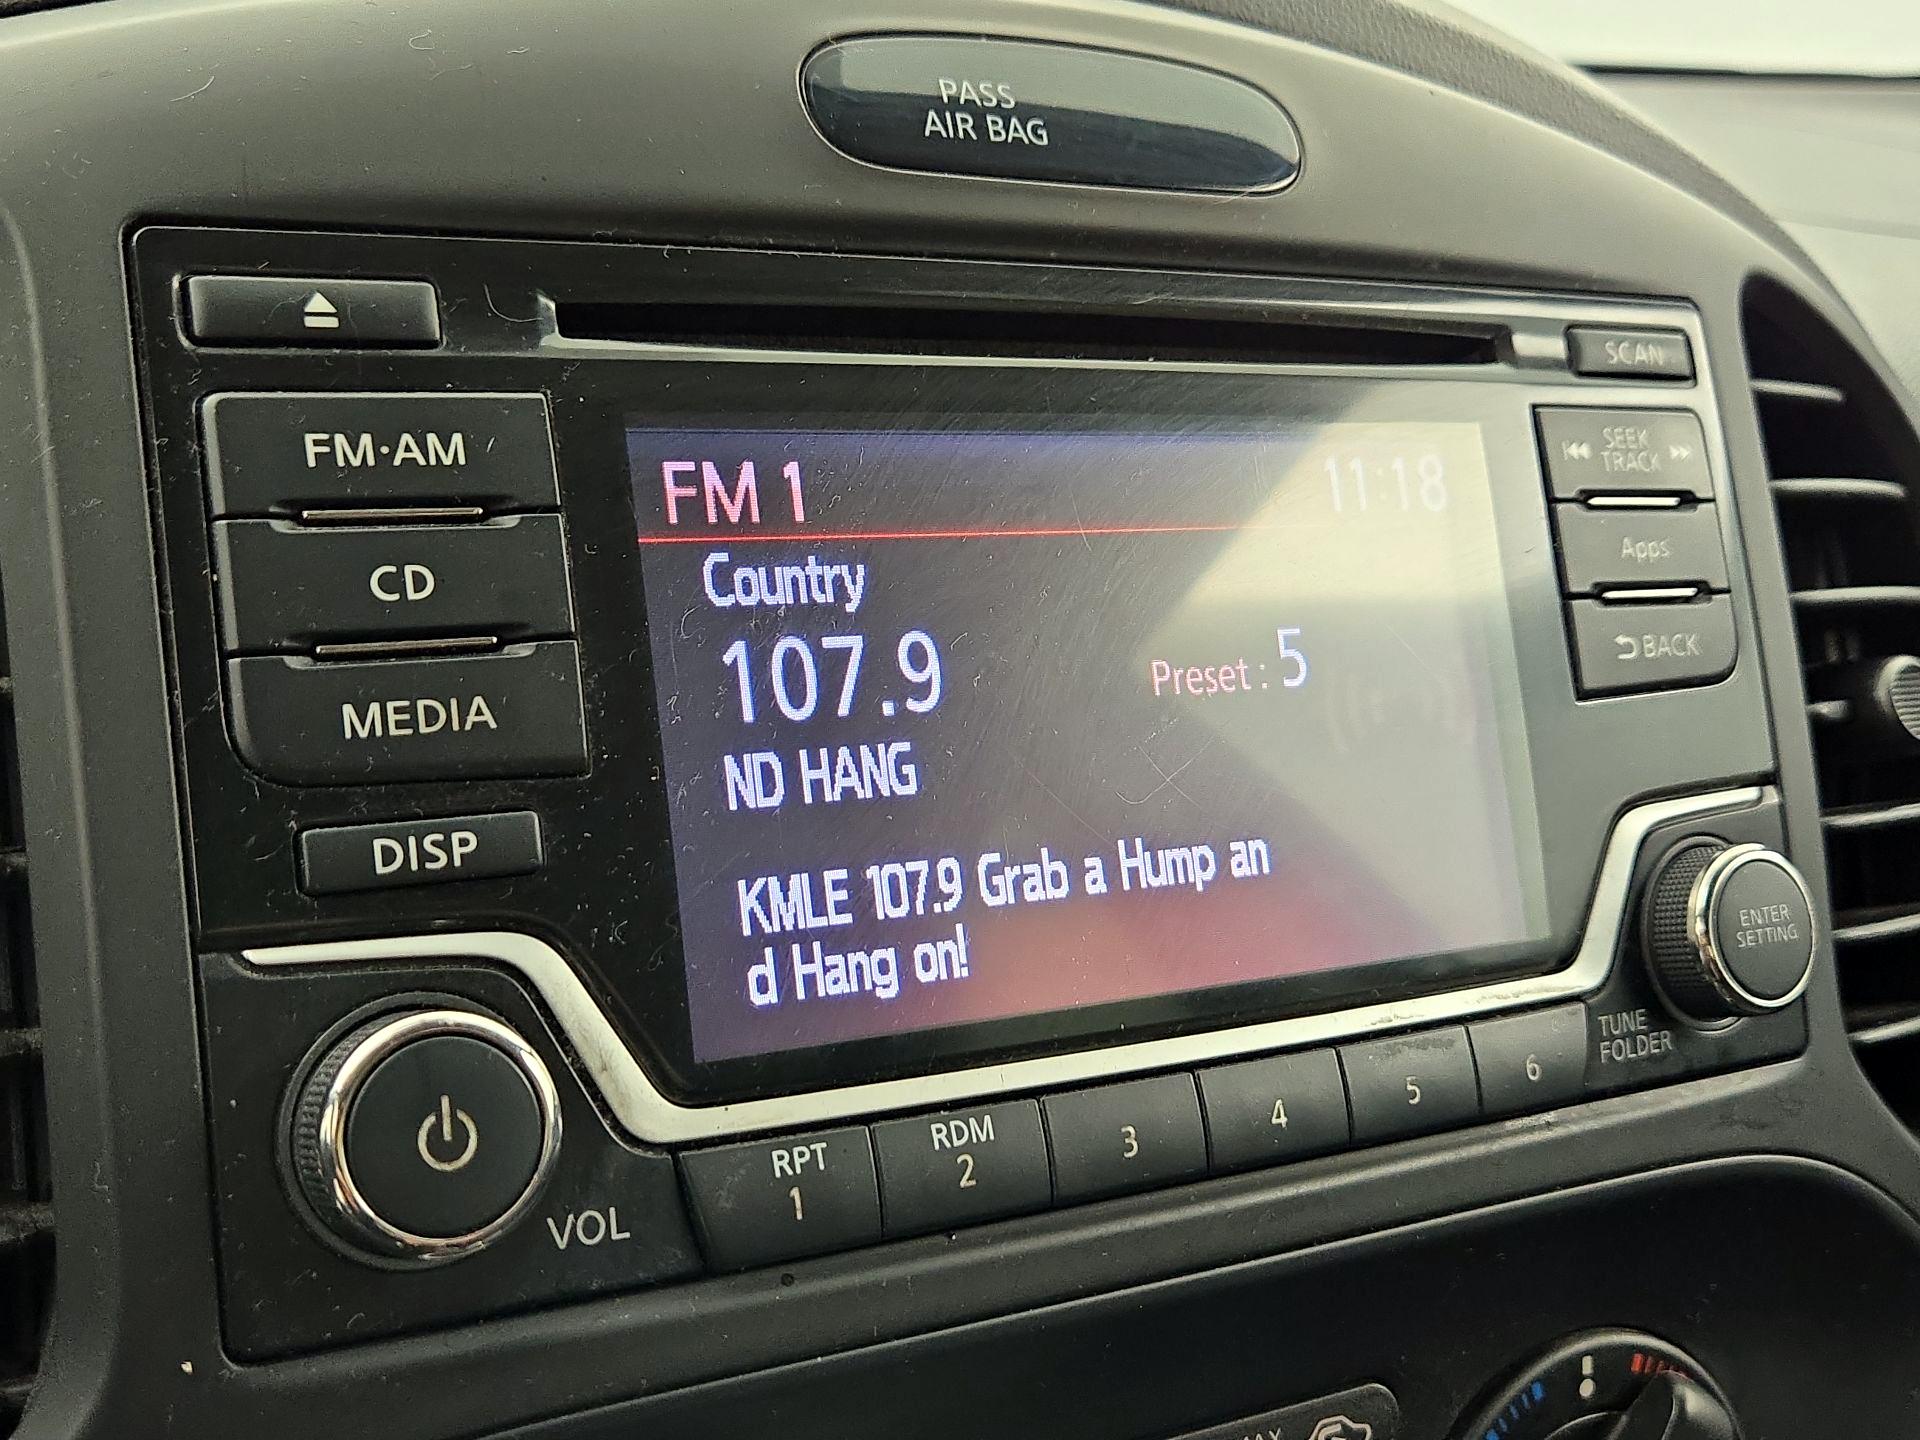 PASS
AIR BAG
SCAN
FM·AM
CD
MEDIA
DISP
FM 1
11:18
Country
107.9
Preset : 5
ND HANG
KMLE 107.9 Grab a Hump an
d Hang on!
SEEK
TRACK
Apps
BACK
ENTER
SETTING
TUNE
FOLDER
VOL
RPT
1
RDM
2
3
4
5
6